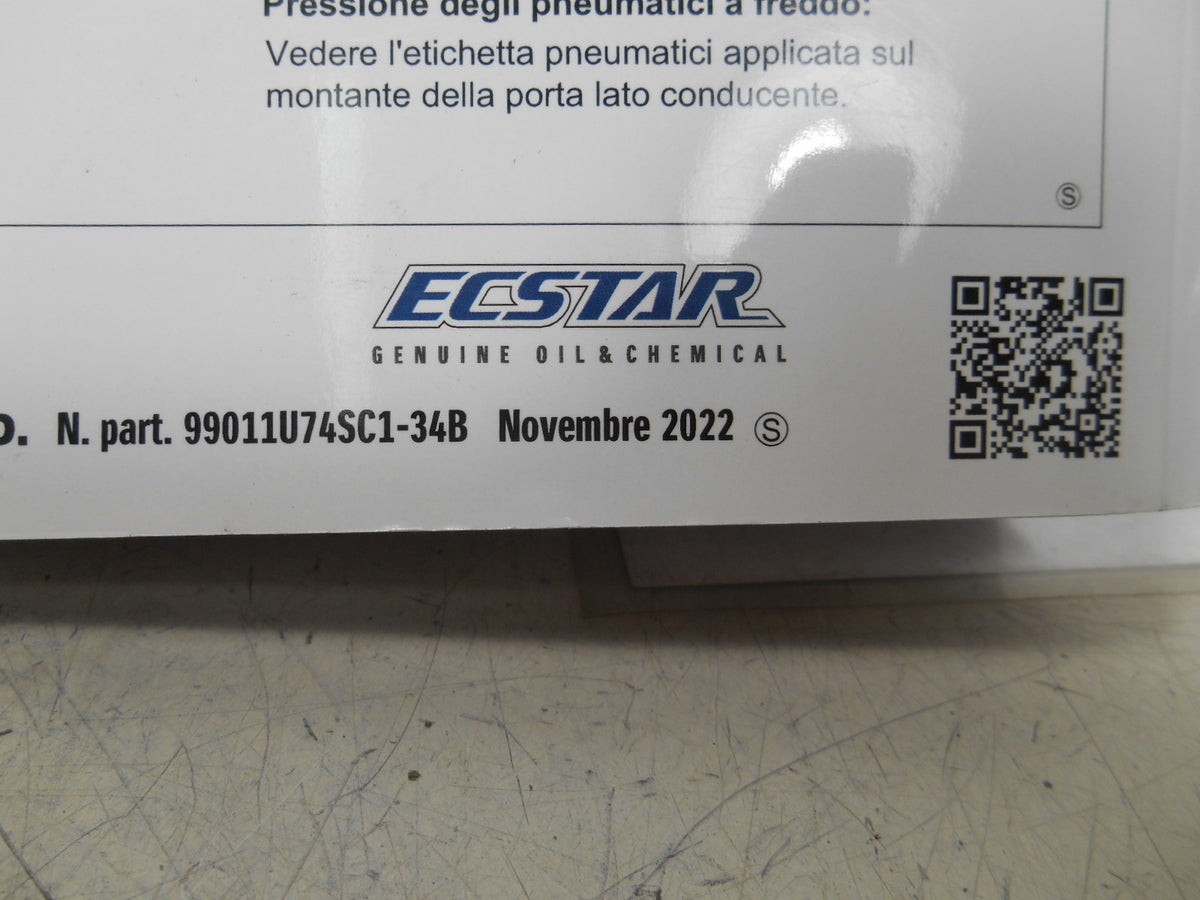 Pressione degli pneumatici a freddo:
Vedere l'etichetta pneumatici applicata sul
montante della porta lato conducente.
S
ECSTAR
GENUINE OIL & CHEMICAL
N. part. 99011U74SC1-34B Novembre 2022 S